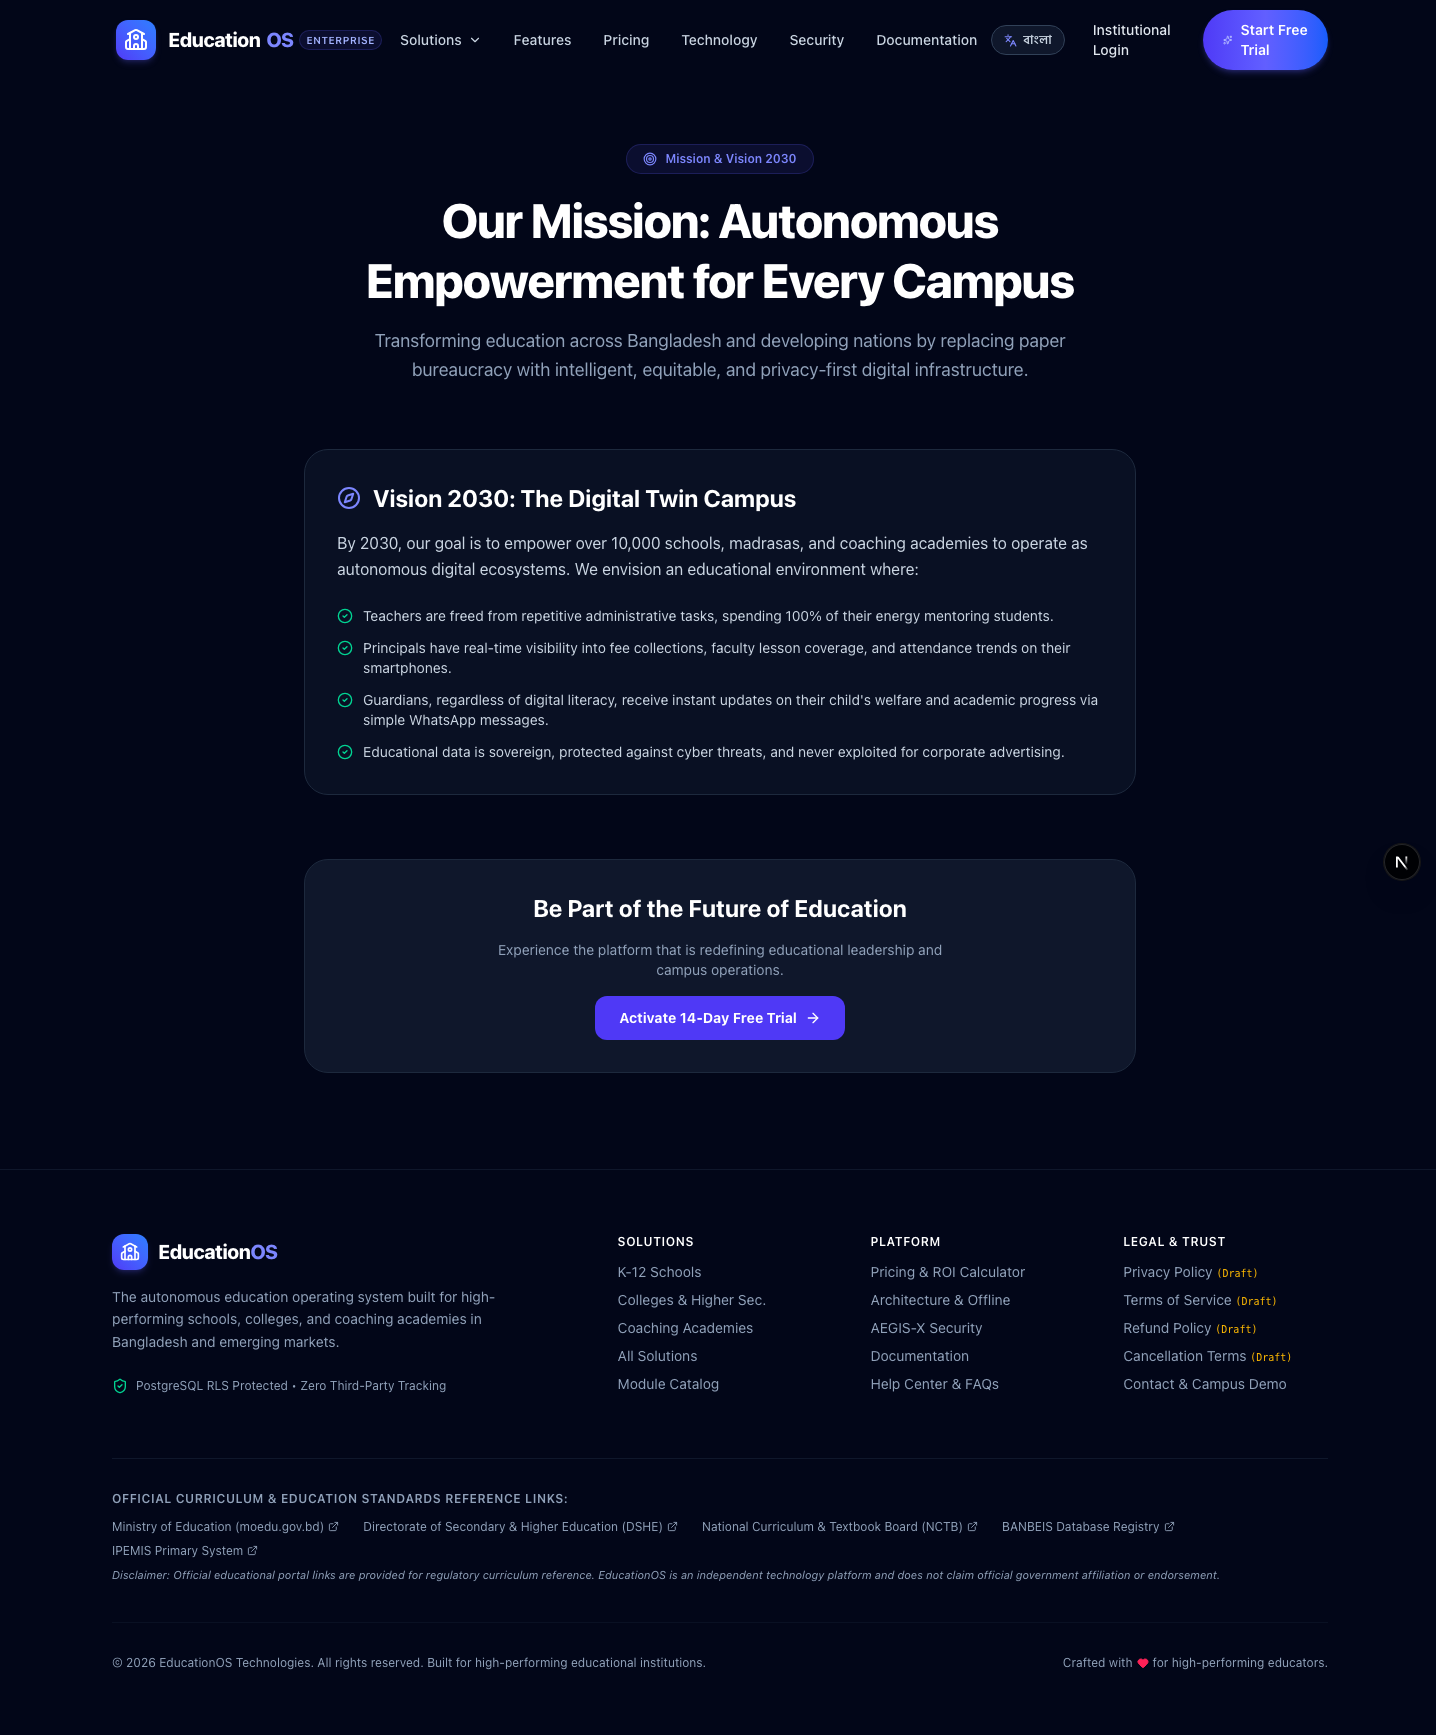 Education OS ENTERPRISE Solutions Features Pricing Technology Security Documentation বাংলা Institutional Login Start Free Trial
Mission & Vision 2030
Our Mission: Autonomous
Empowerment for Every Campus
Transforming education across Bangladesh and developing nations by replacing paper
bureaucracy with intelligent, equitable, and privacy-first digital infrastructure.
Vision 2030: The Digital Twin Campus
By 2030, our goal is to empower over 10,000 schools, madrasas, and coaching academies to operate as
autonomous digital ecosystems. We envision an educational environment where:
Teachers are freed from repetitive administrative tasks, spending 100% of their energy mentoring students.
Principals have real-time visibility into fee collections, faculty lesson coverage, and attendance trends on their
smartphones.
Guardians, regardless of digital literacy, receive instant updates on their child's welfare and academic progress via
simple WhatsApp messages.
Educational data is sovereign, protected against cyber threats, and never exploited for corporate advertising.
Be Part of the Future of Education
Experience the platform that is redefining educational leadership and
campus operations.
Activate 14-Day Free Trial
N
EducationOS
The autonomous education operating system built for high-
performing schools, colleges, and coaching academies in
Bangladesh and emerging markets.
PostgreSQL RLS Protected • Zero Third-Party Tracking
SOLUTIONS
K-12 Schools
Colleges & Higher Sec.
Coaching Academies
All Solutions
Module Catalog
PLATFORM
Pricing & ROI Calculator
Architecture & Offline
AEGIS-X Security
Documentation
Help Center & FAQs
LEGAL & TRUST
Privacy Policy (Draft)
Terms of Service (Draft)
Refund Policy (Draft)
Cancellation Terms (Draft)
Contact & Campus Demo
OFFICIAL CURRICULUM & EDUCATION STANDARDS REFERENCE LINKS:
Ministry of Education (moedu.gov.bd) Directorate of Secondary & Higher Education (DSHE) National Curriculum & Textbook Board (NCTB) BANBEIS Database Registry
IPEMIS Primary System
Disclaimer: Official educational portal links are provided for regulatory curriculum reference. EducationOS is an independent technology platform and does not claim official government affiliation or endorsement.
© 2026 EducationOS Technologies. All rights reserved. Built for high-performing educational institutions.
Crafted with ♥ for high-performing educators.